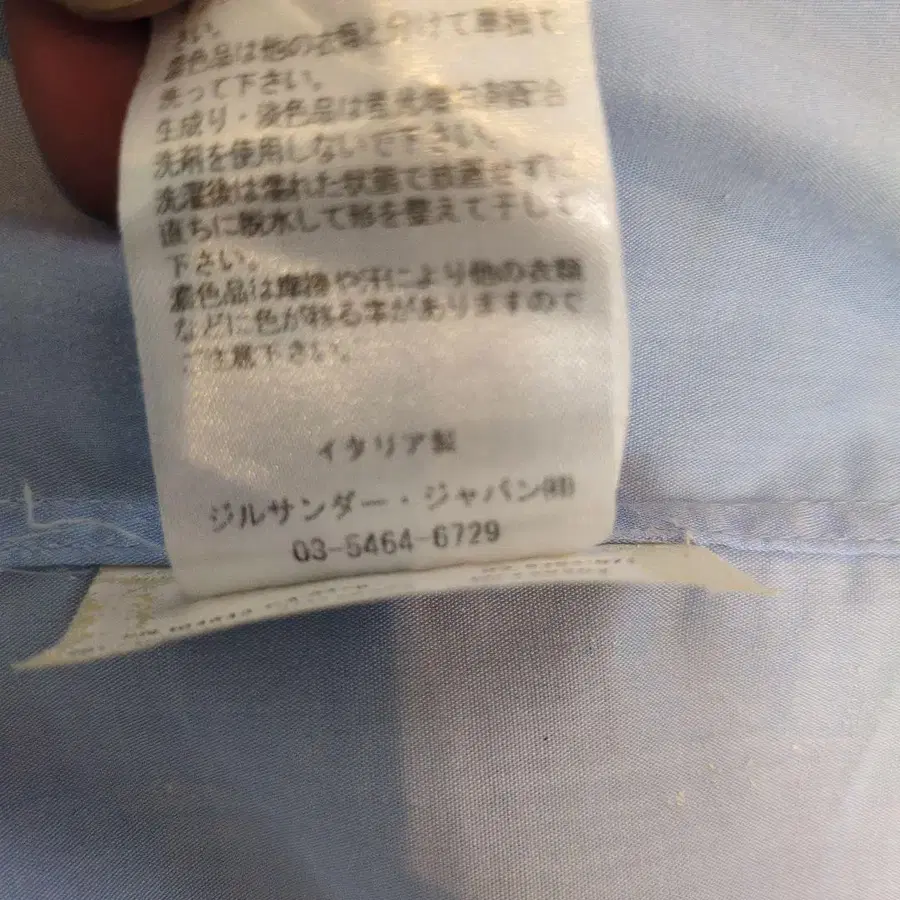 さい。
濃色品は他の衣類と分けて単独で
洗って下さい。
生成り・淡色品は蛍光増白剤配合
洗剤を使用しないで下さい。
洗濯後は濡れた状態で放置せずに
直ちに脱水して形を整えて干して
下さい。
濃色品は摩擦や汗により他の衣類
などに色が移る事がありますので
ご注意下さい。
イタリア製
ジルサンダー・ジャパン㈱
03-5464-6729